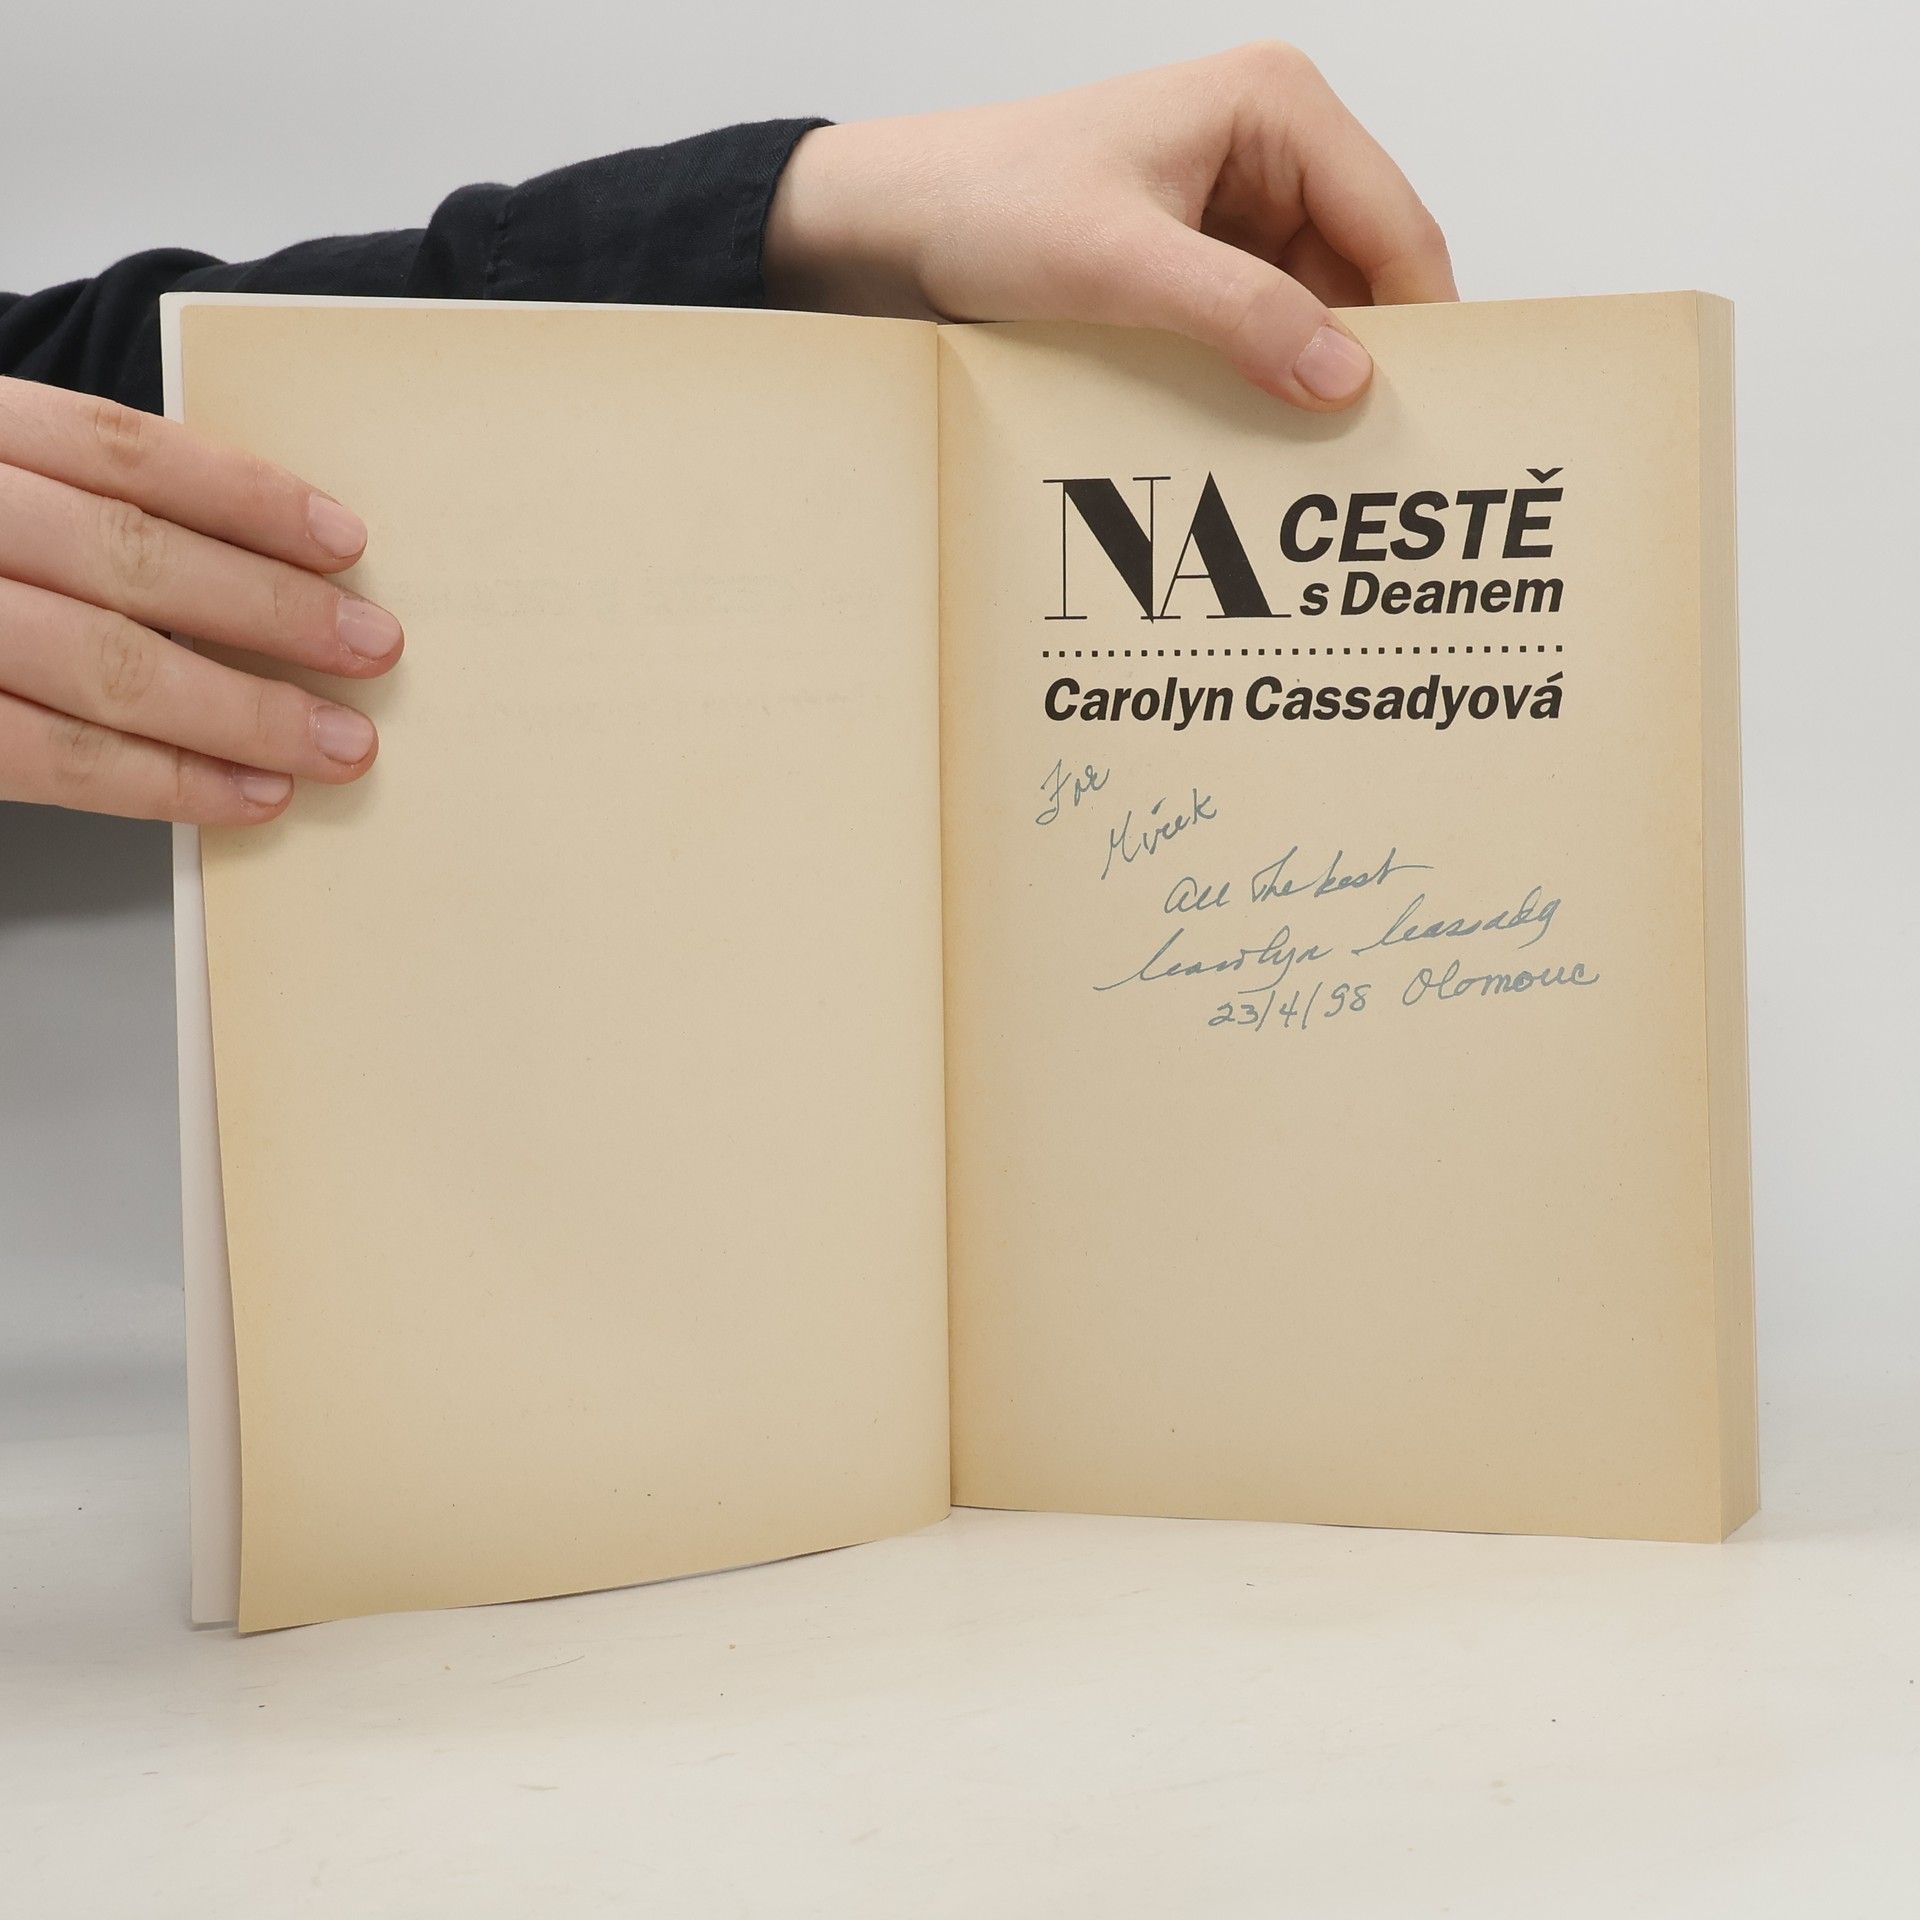 NA CESTĚ
s Deanem
Carolyn Cassadyová
For
Mirek
All the best
Carolyn Cassady
23/4/98 Olomouc